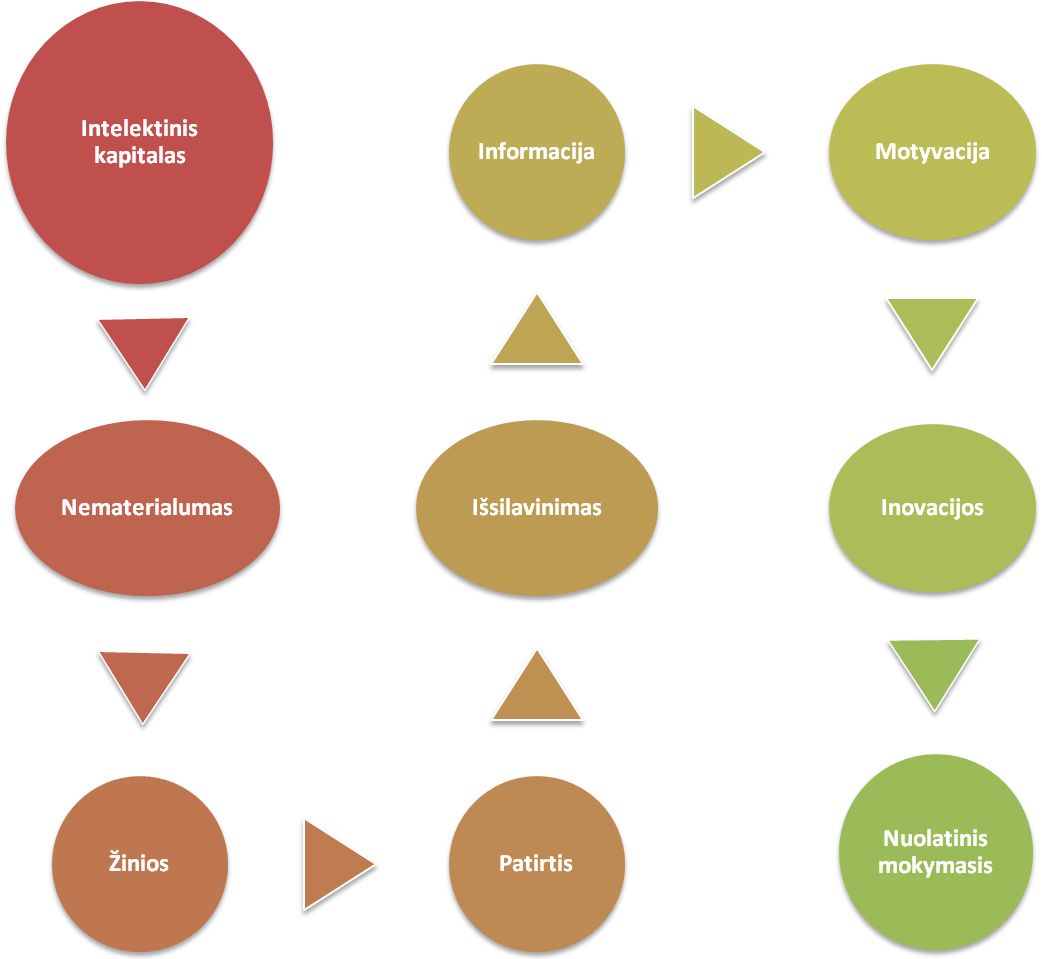 Intelektinis
kapitalas
Nematerialumas
Žinios
Patirtis
Išsilavinimas
Informacija
Motyvacija
Inovacijos
Nuolatinis
mokymasis